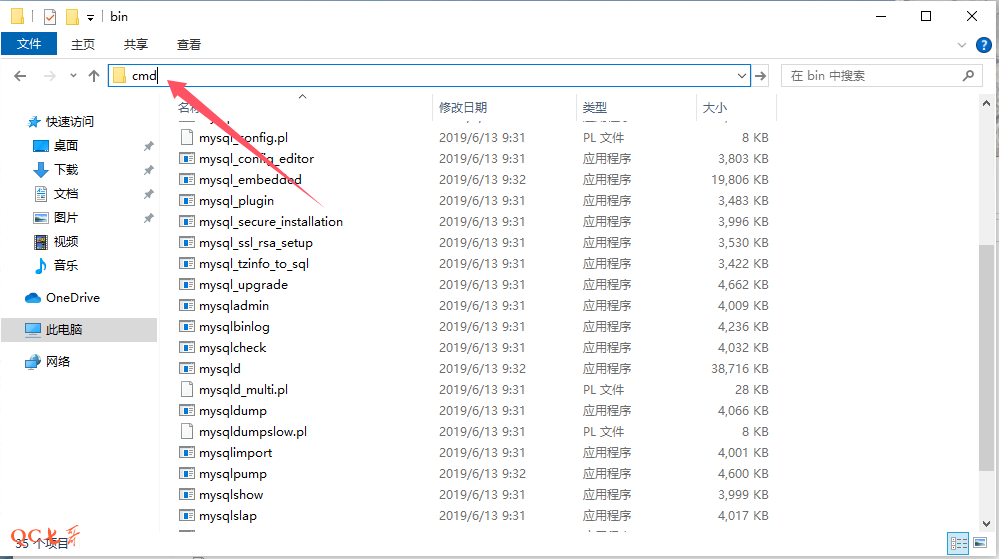 bin
文件 主页 共享 查看
cmd
在 bin 中搜索
名称 修改日期 类型 大小
快速访问
桌面
下载
文档
图片
视频
音乐
OneDrive
此电脑
网络
mysql_config.pl 2019/6/13 9:31 PL 文件 8 KB
mysql_config_editor 2019/6/13 9:31 应用程序 3,803 KB
mysql_embedded 2019/6/13 9:32 应用程序 19,806 KB
mysql_plugin 2019/6/13 9:31 应用程序 3,483 KB
mysql_secure_installation 2019/6/13 9:31 应用程序 3,996 KB
mysql_ssl_rsa_setup 2019/6/13 9:31 应用程序 3,530 KB
mysql_tzinfo_to_sql 2019/6/13 9:31 应用程序 3,422 KB
mysql_upgrade 2019/6/13 9:31 应用程序 4,662 KB
mysqladmin 2019/6/13 9:31 应用程序 4,009 KB
mysqlbinlog 2019/6/13 9:31 应用程序 4,236 KB
mysqlcheck 2019/6/13 9:31 应用程序 4,032 KB
mysqld 2019/6/13 9:32 应用程序 38,716 KB
mysqld_multi.pl 2019/6/13 9:31 PL 文件 28 KB
mysqldump 2019/6/13 9:31 应用程序 4,066 KB
mysqldumpslow.pl 2019/6/13 9:31 PL 文件 8 KB
mysqlimport 2019/6/13 9:31 应用程序 4,001 KB
mysqlpump 2019/6/13 9:32 应用程序 4,600 KB
mysqlshow 2019/6/13 9:31 应用程序 3,999 KB
mysqlslap 2019/6/13 9:31 应用程序 4,017 KB
35 个项目